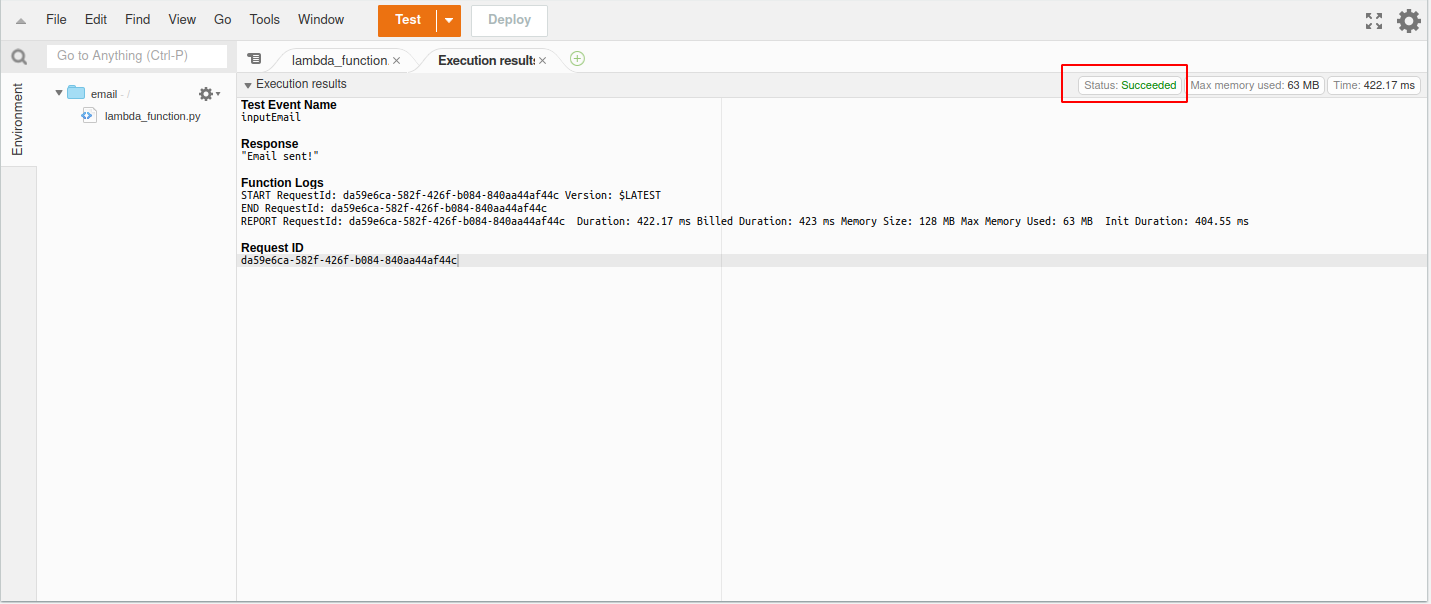 File Edit Find View Go Tools Window Test Deploy
Go to Anything (Ctrl-P) lambda_function. Execution results
Execution results Status: Succeeded Max memory used: 63 MB Time: 422.17 ms
Environment
email - /
lambda_function.py
Test Event Name
inputEmail
Response
"Email sent!"
Function Logs
START RequestId: da59e6ca-582f-426f-b084-840aa44af44c Version: $LATEST
END RequestId: da59e6ca-582f-426f-b084-840aa44af44c
REPORT RequestId: da59e6ca-582f-426f-b084-840aa44af44c  Duration: 422.17 ms Billed Duration: 423 ms Memory Size: 128 MB Max Memory Used: 63 MB  Init Duration: 404.55 ms
Request ID
da59e6ca-582f-426f-b084-840aa44af44c